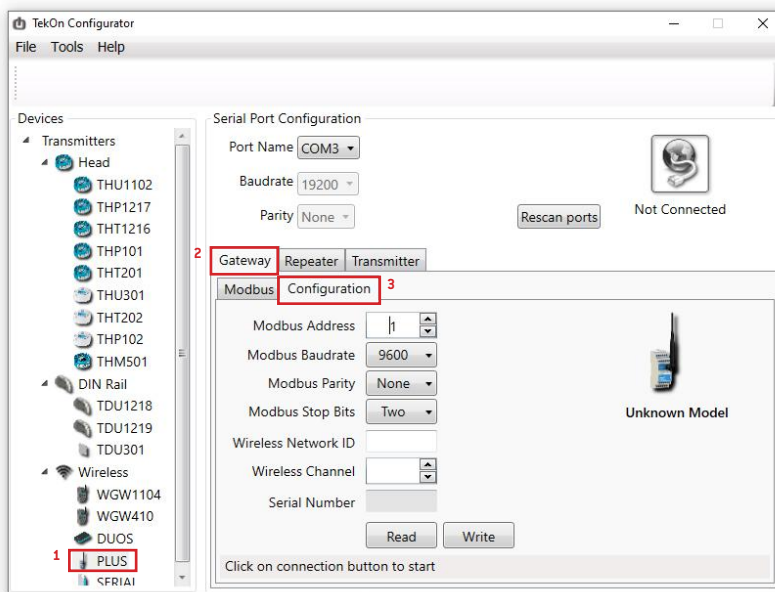 TekOn Configurator
File Tools Help
Devices
Transmitters
Head
THU1102
THP1217
THT1216
THP101
THT201
THU301
THT202
THP102
THM501
DIN Rail
TDU1218
TDU1219
TDU301
Wireless
WGW1104
WGW410
DUOS
1 PLUS
SERIAL
Serial Port Configuration
Port Name COM3
Baudrate 19200
Parity None
Rescan ports
Not Connected
2 Gateway Repeater Transmitter
Modbus Configuration 3
Modbus Address 1
Modbus Baudrate 9600
Modbus Parity None
Modbus Stop Bits Two
Wireless Network ID
Wireless Channel
Serial Number
Unknown Model
Read Write
Click on connection button to start